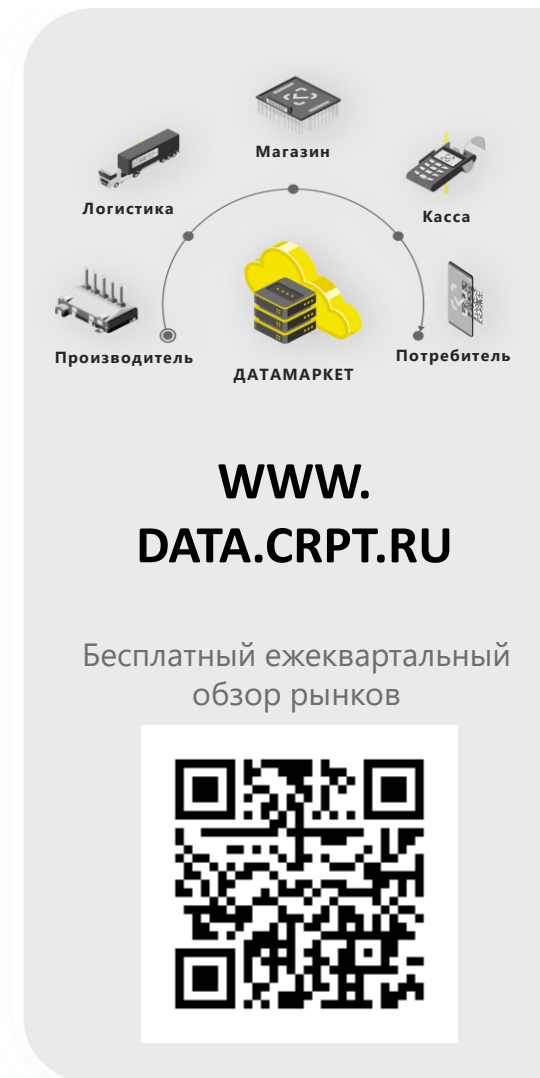 Магазин
Логистика
Касса
Производитель
Потребитель
ДАТАМАРКЕТ
WWW.
DATA.CRPT.RU
Бесплатный ежеквартальный
обзор рынков